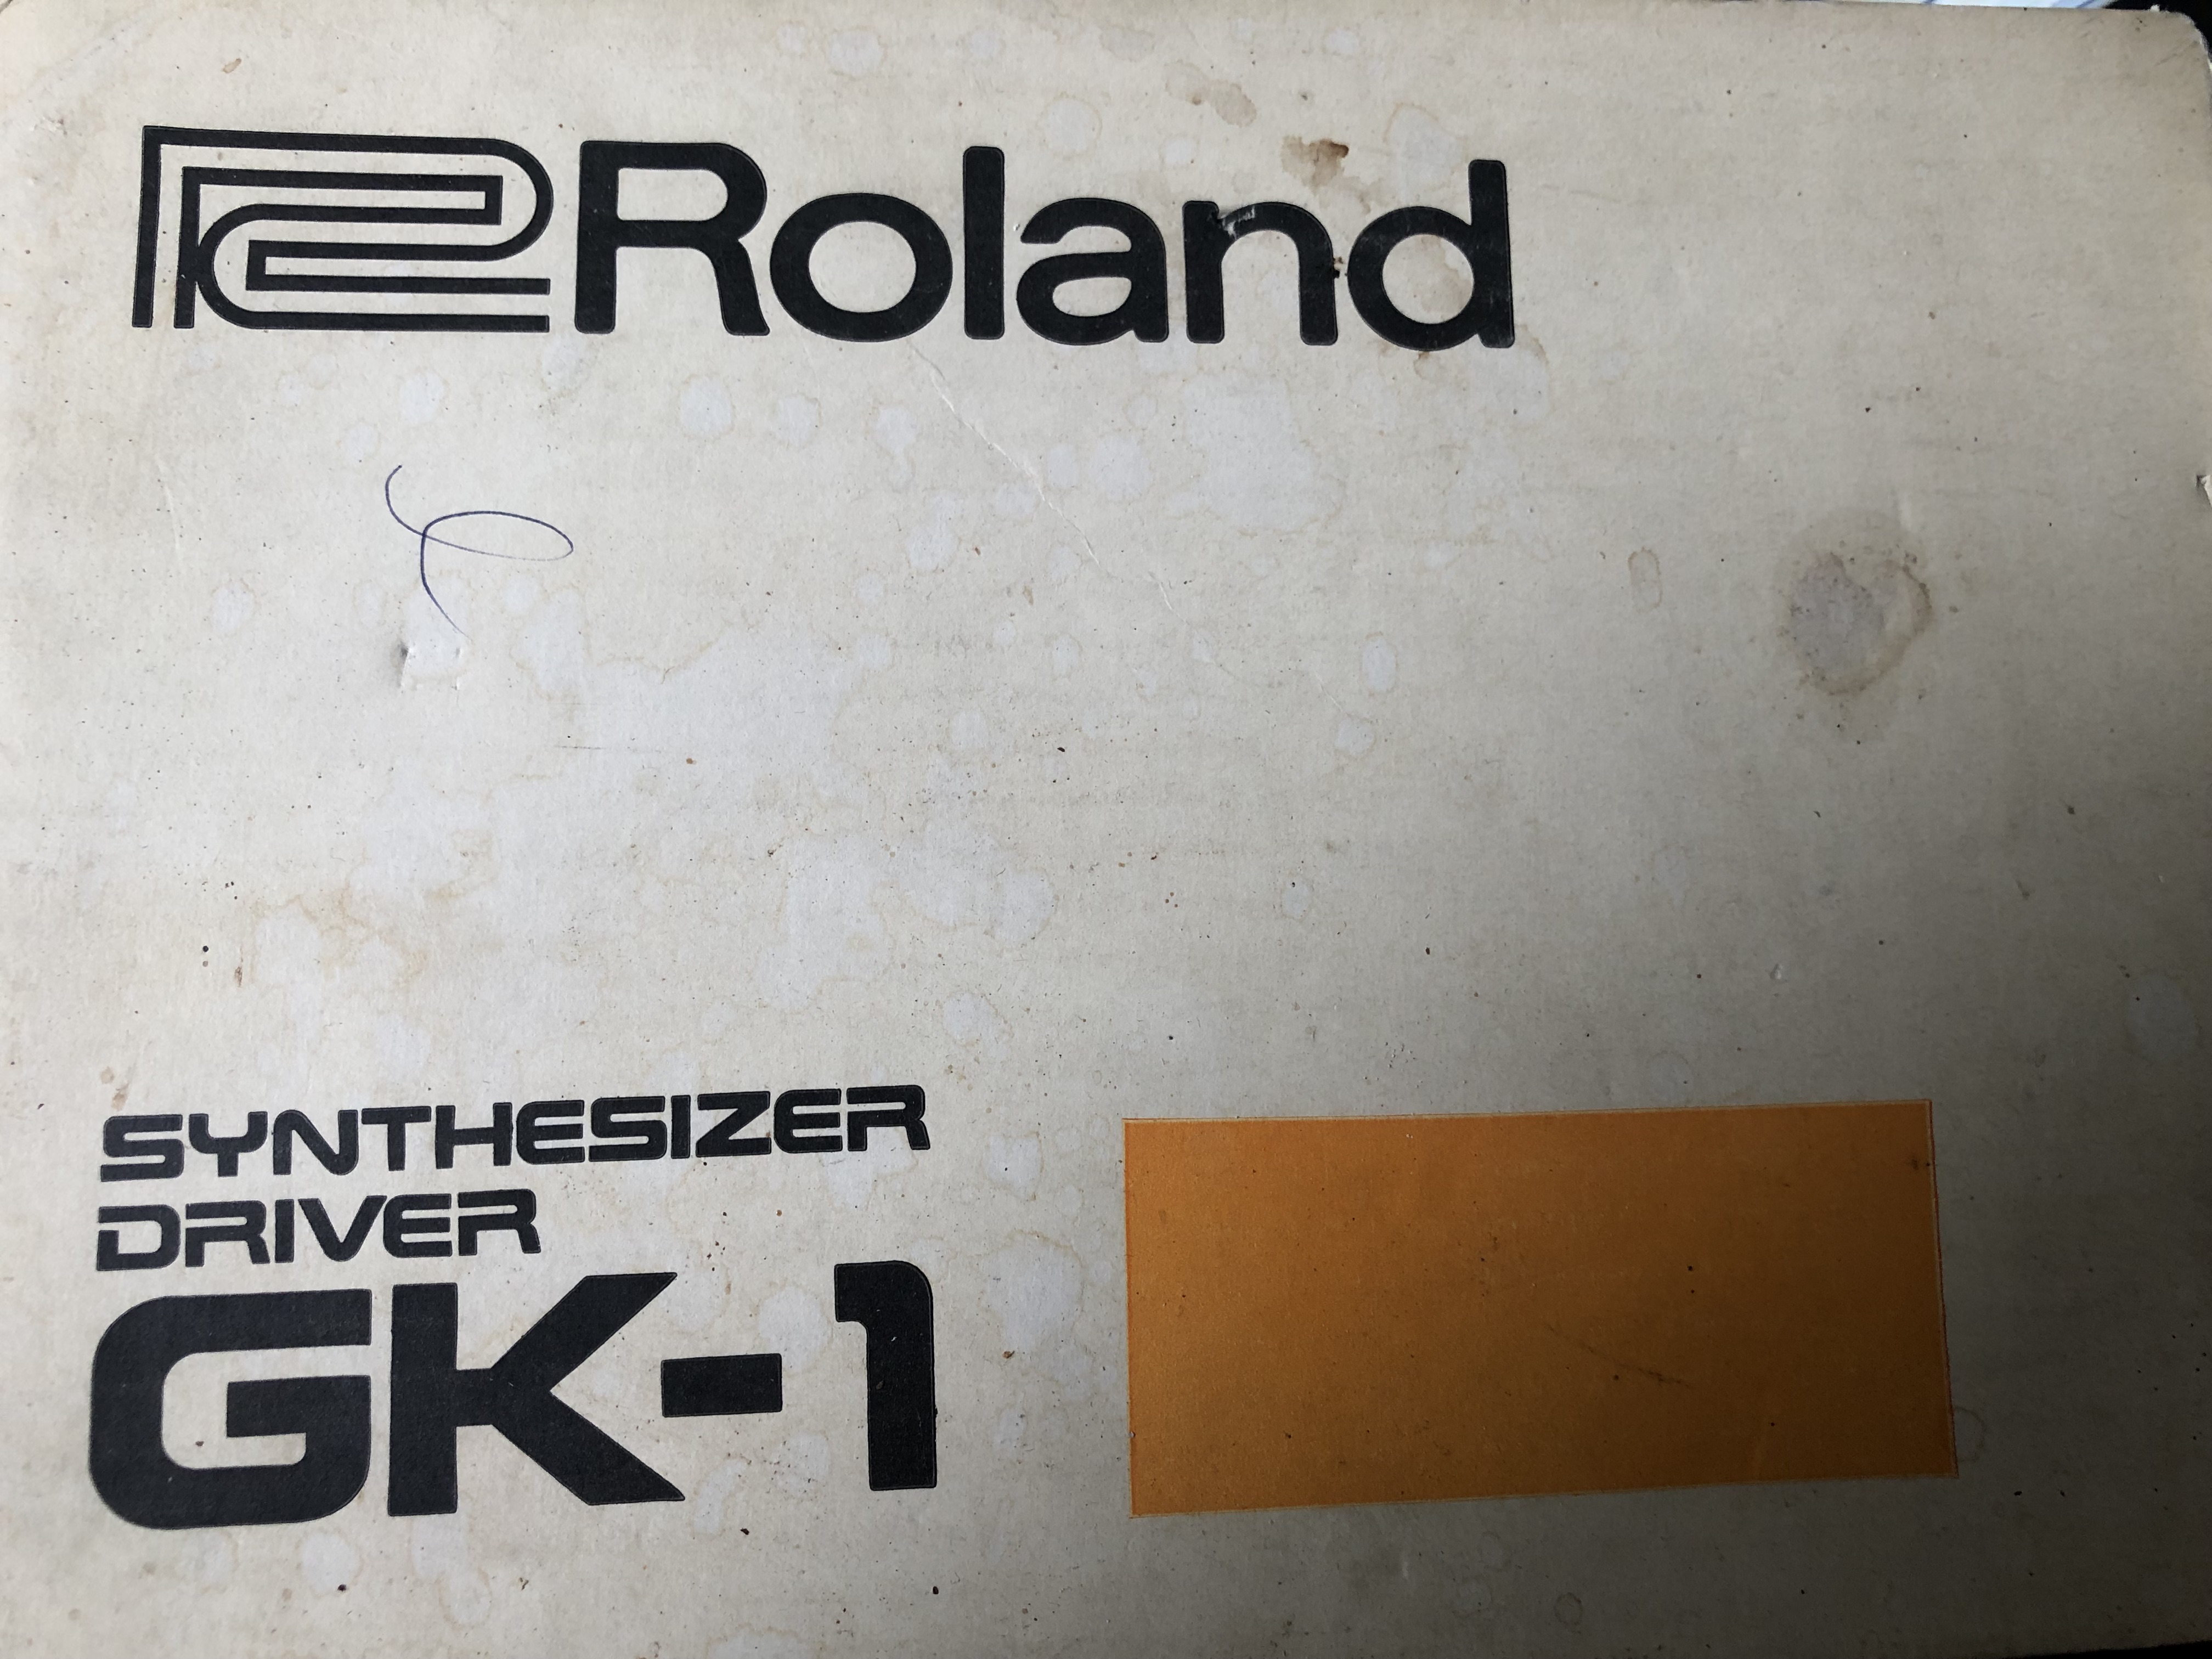 Roland
SYNTHESIZER
DRIVER
GK-1